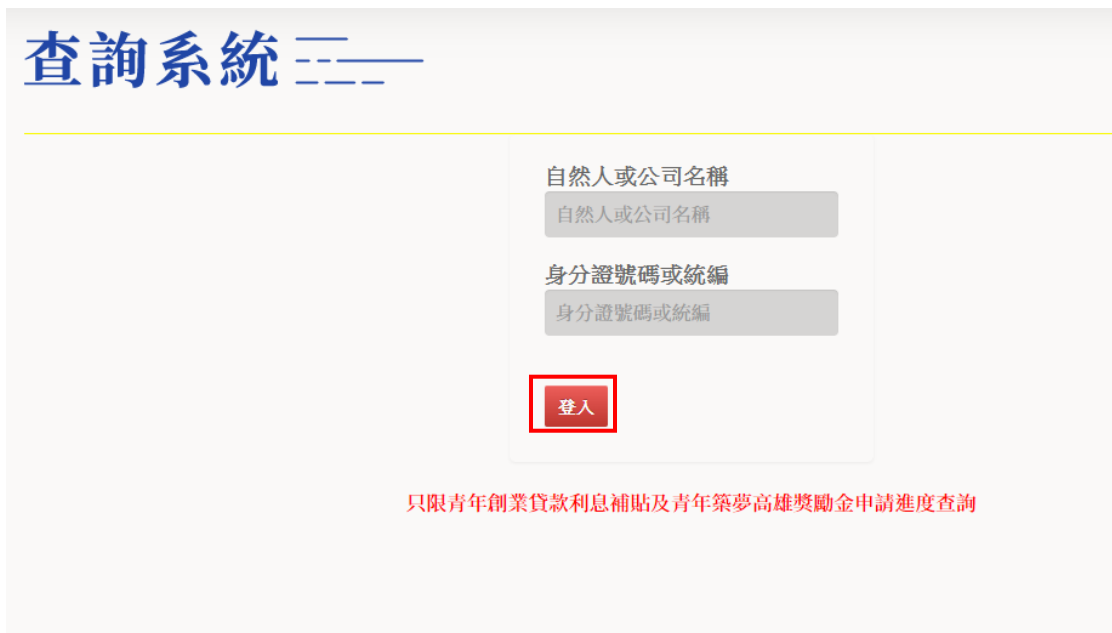 查詢系統
自然人或公司名稱
自然人或公司名稱
身分證號碼或統編
身分證號碼或統編
登入
只限青年創業貸款利息補貼及青年築夢高雄獎勵金申請進度查詢